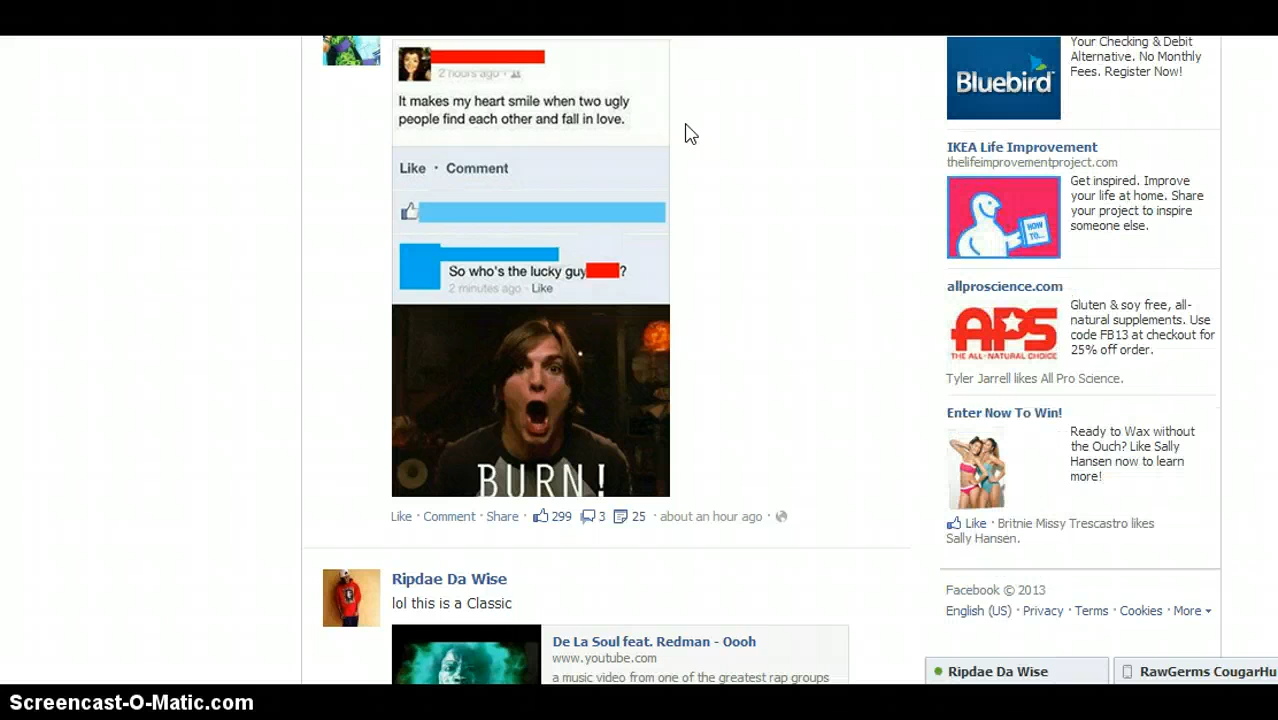 2 hours ago
It makes my heart smile when two ugly
people find each other and fall in love.
Like · Comment
So who's the lucky guy ?
2 minutes ago · Like
BURN!
Like · Comment · Share · 299 3 25 · about an hour ago ·
Ripdae Da Wise
lol this is a Classic
De La Soul feat. Redman - Oooh
www.youtube.com
a music video from one of the greatest rap groups
Your Checking & Debit
Alternative. No Monthly
Fees. Register Now!
Bluebird
IKEA Life Improvement
thelifeimprovementproject.com
Get inspired. Improve
your life at home. Share
your project to inspire
someone else.
HOW
TO...
allproscience.com
Gluten & soy free, all-
natural supplements. Use
code FB13 at checkout for
25% off order.
APS
THE ALL-NATURAL CHOICE
Tyler Jarrell likes All Pro Science.
Enter Now To Win!
Ready to Wax without
the Ouch? Like Sally
Hansen now to learn
more!
Like · Britnie Missy Trescastro likes
Sally Hansen.
Facebook © 2013
English (US) · Privacy · Terms · Cookies · More
Ripdae Da Wise
RawGerms CougarHu
Screencast-O-Matic.com